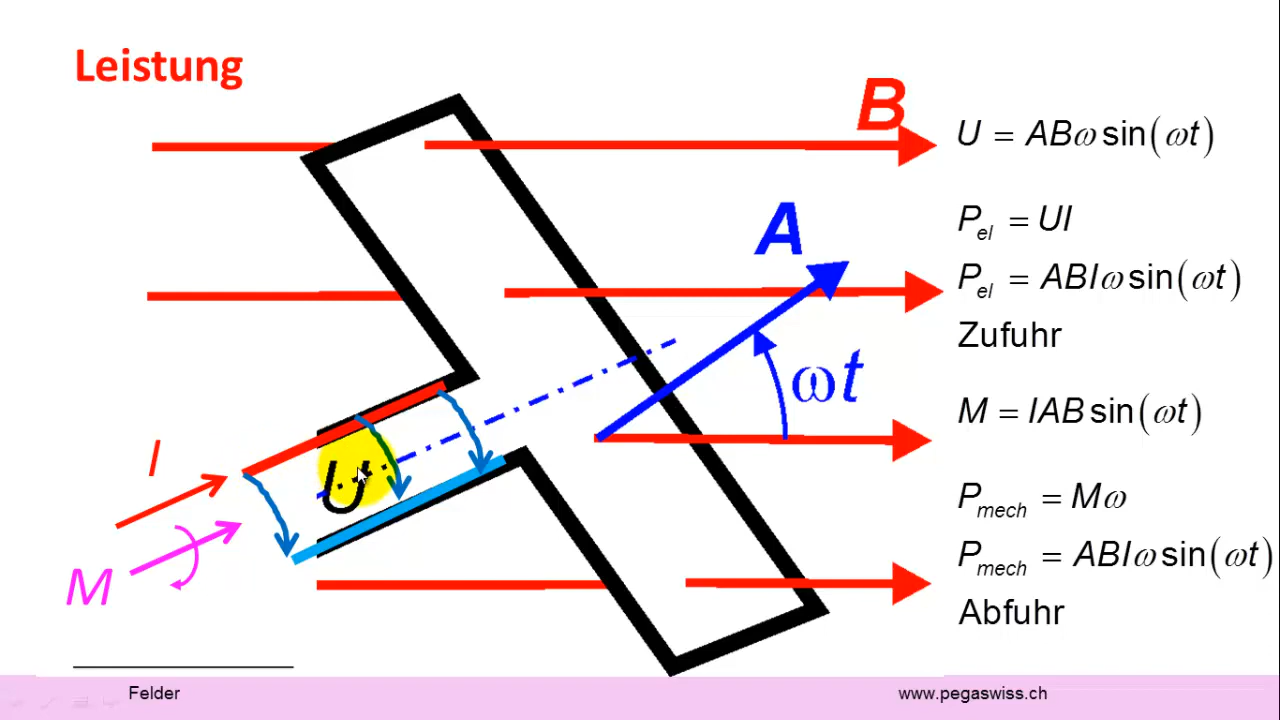 Leistung
B
U = ABω sin(ωt)
A
P_el = UI
P_el = ABIω sin(ωt)
Zufuhr
ωt
M = IAB sin(ωt)
I
U
P_mech = Mω
P_mech = ABIω sin(ωt)
M
Abfuhr
Felder
www.pegaswiss.ch